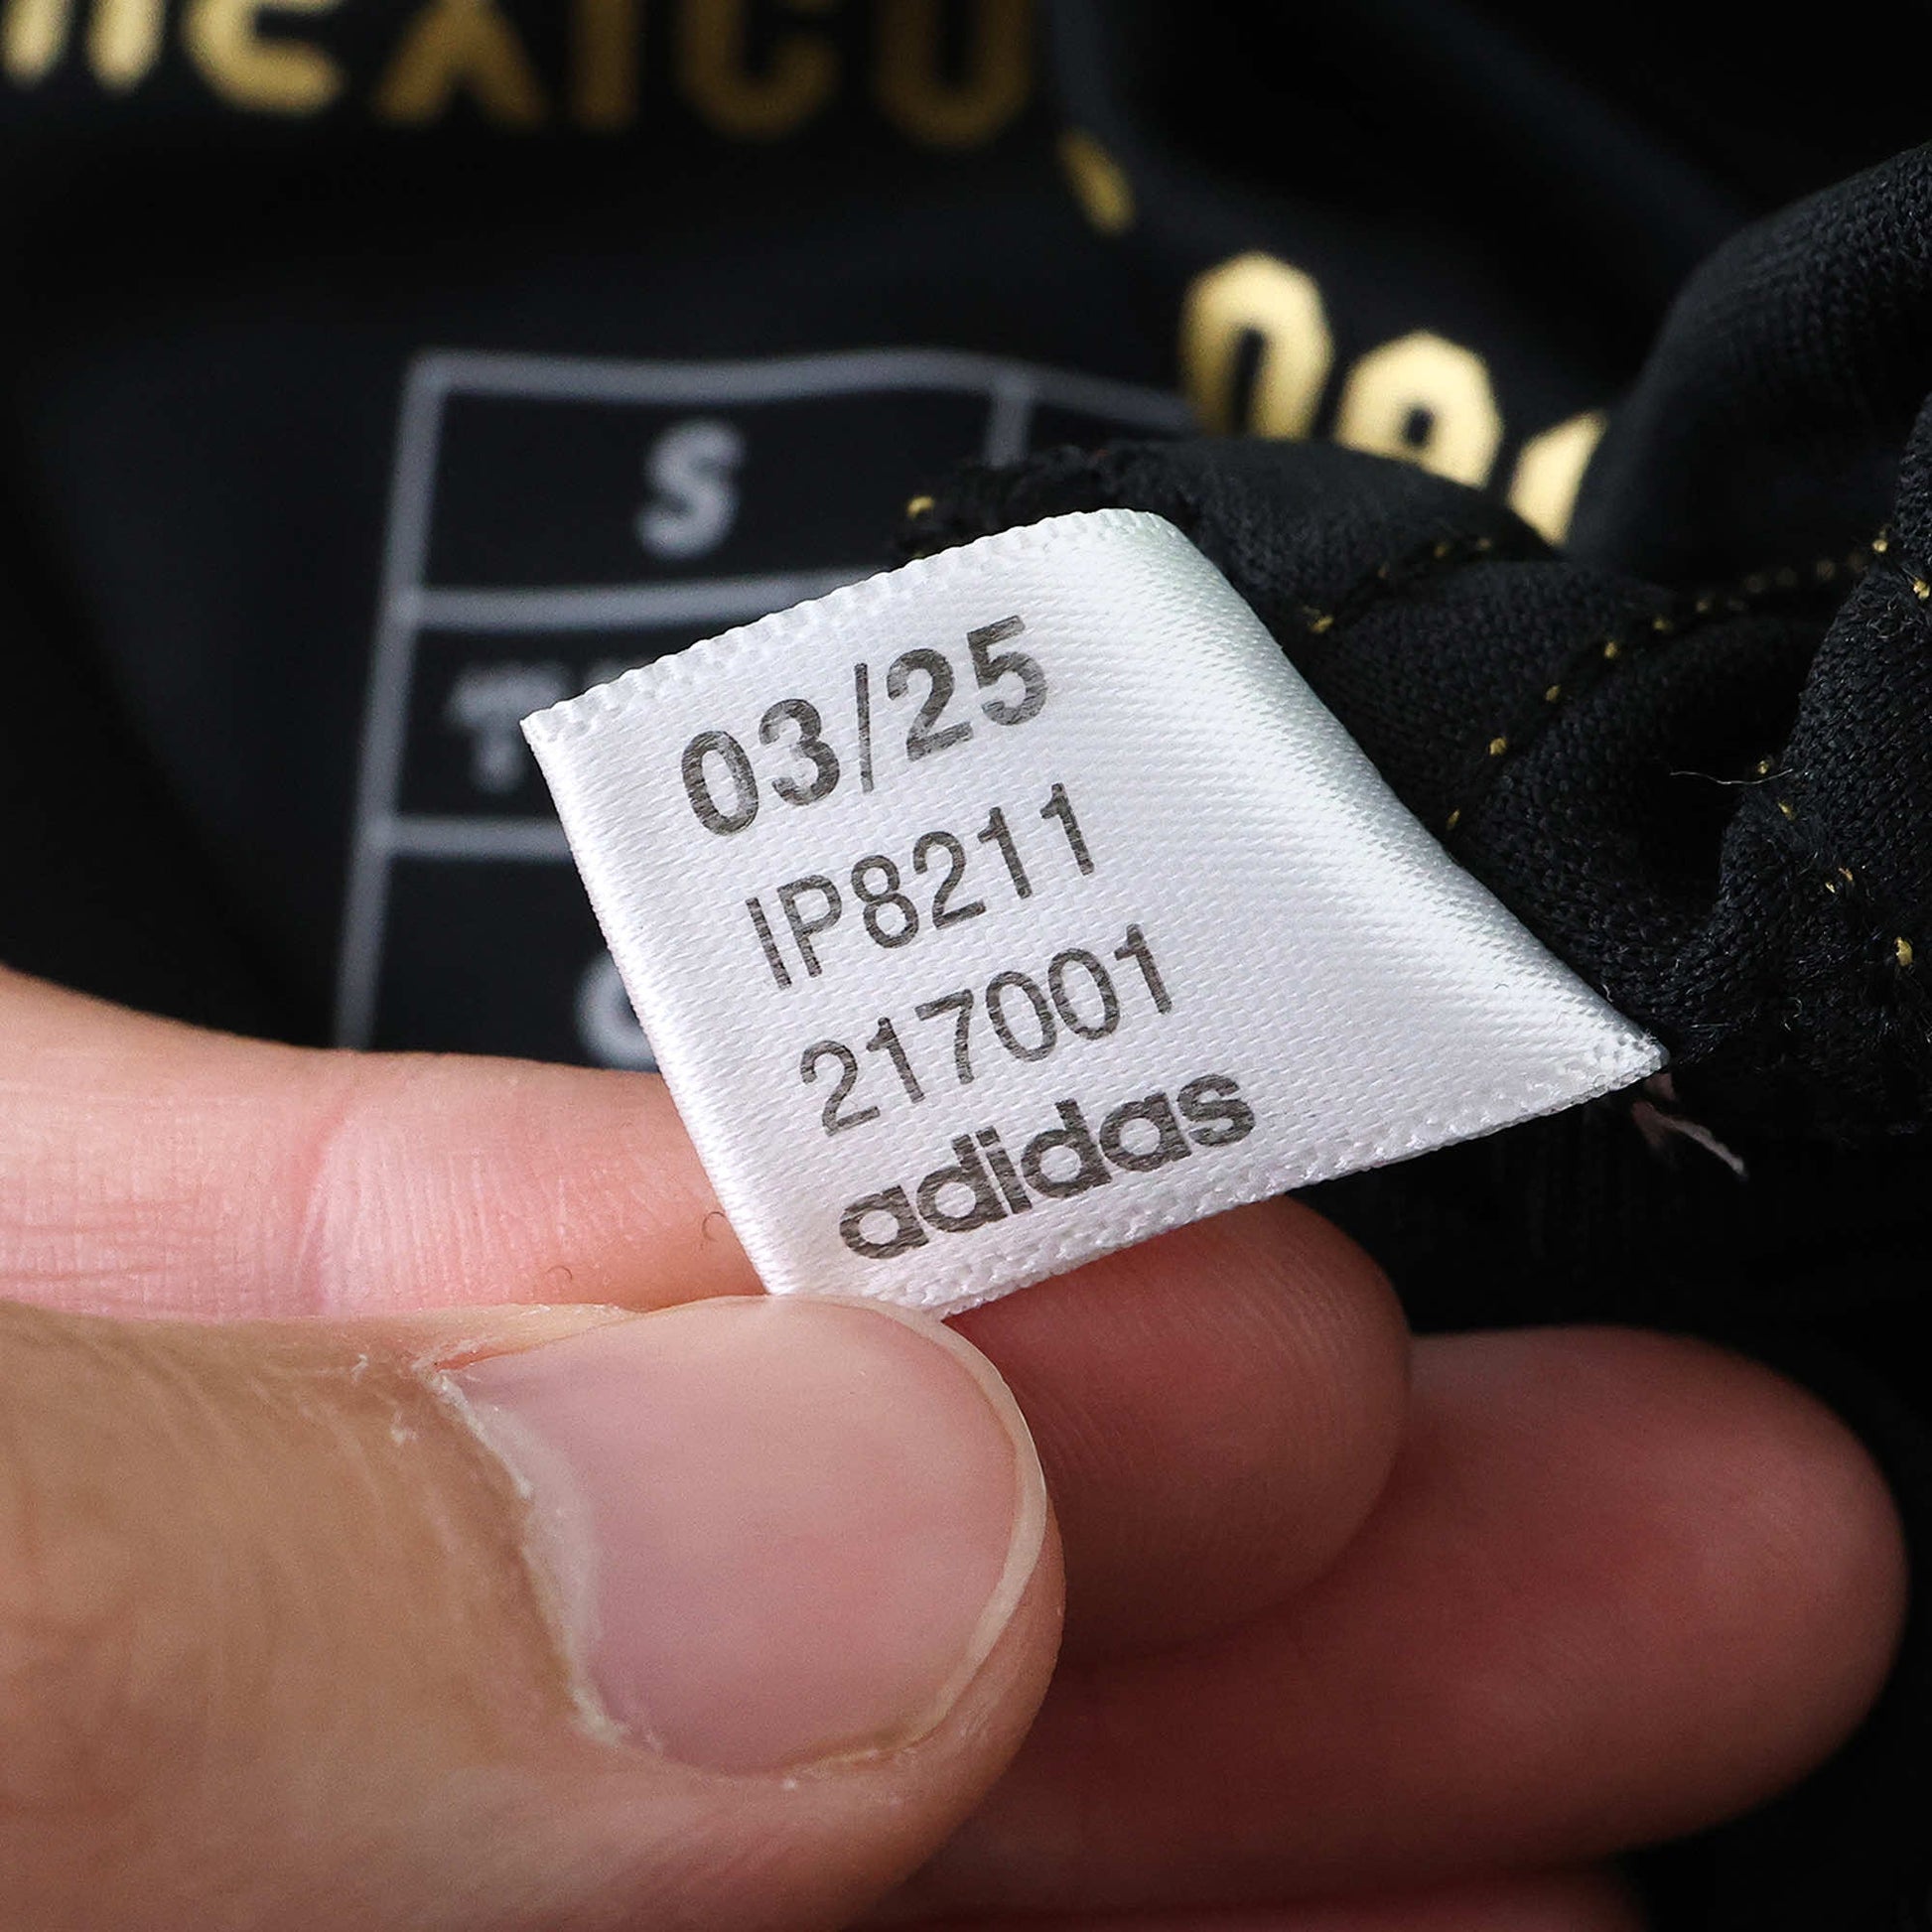 MEXICO
S
03/25
IP8211
217001
adidas